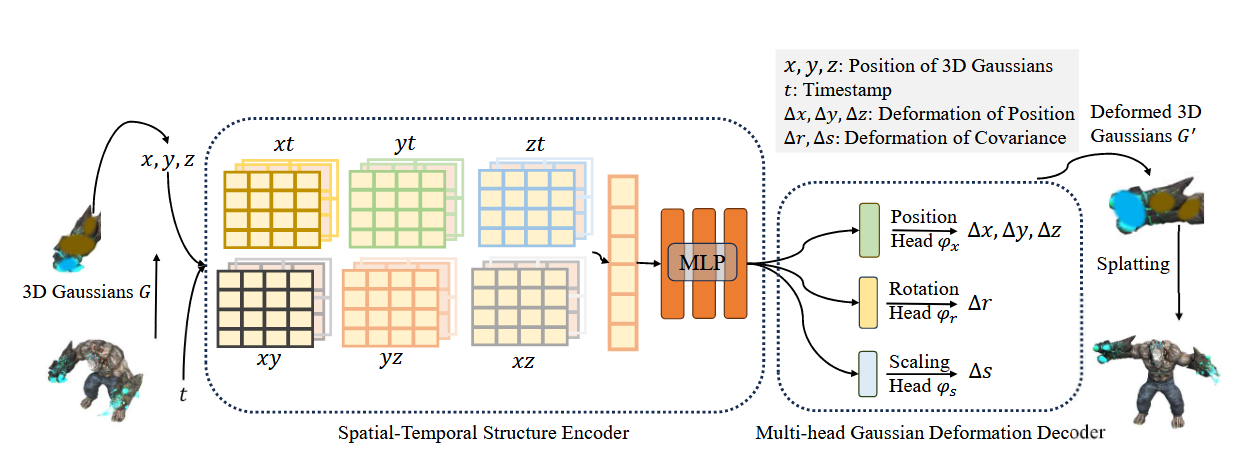 x, y, z: Position of 3D Gaussians
t: Timestamp
Δx, Δy, Δz: Deformation of Position
Δr, Δs: Deformation of Covariance
Deformed 3D
Gaussians G′
x, y, z
xt
yt
zt
3D Gaussians G
t
xy
yz
xz
MLP
Position
Head φx
Δx, Δy, Δz
Rotation
Head φr
Δr
Scaling
Head φs
Δs
Splatting
Spatial-Temporal Structure Encoder
Multi-head Gaussian Deformation Decoder